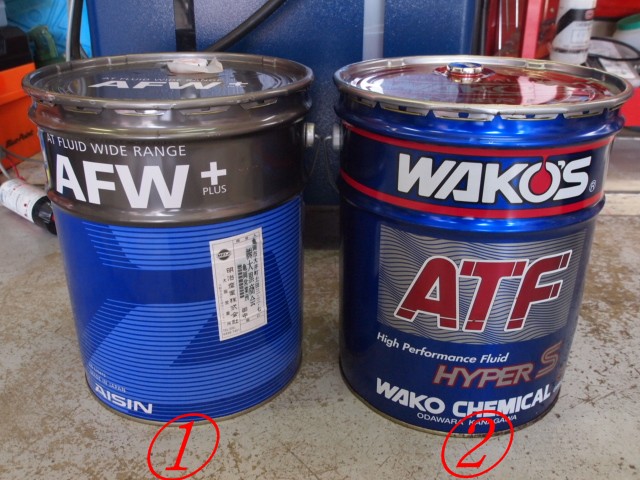 AT FLUID WIDE RANGE
AFW+
PLUS
AISIN
1
WAKO'S
ATF
High Performance Fluid
HYPER S
WAKO CHEMICAL
ODAWARA KANAGAWA
2